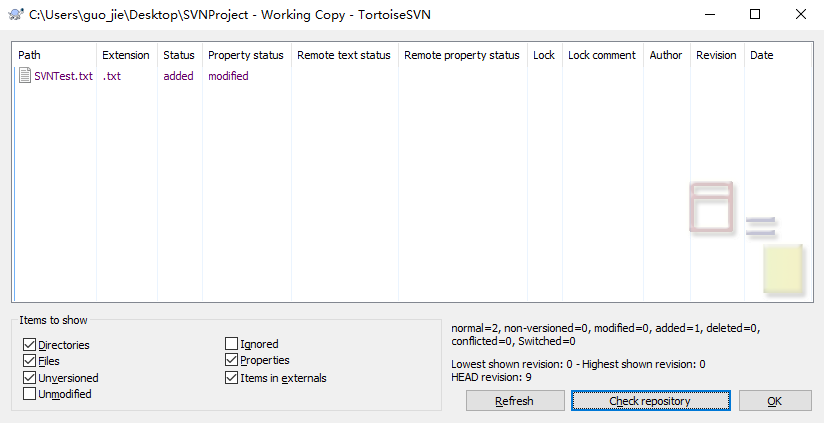 C:\Users\guo_jie\Desktop\SVNProject - Working Copy - TortoiseSVN
Path Extension Status Property status Remote text status Remote property status Lock Lock comment Author Revision Date
SVNTest.txt .txt added modified
Items to show
Directories
Files
Unversioned
Unmodified
Ignored
Properties
Items in externals
normal=2, non-versioned=0, modified=0, added=1, deleted=0,
conflicted=0, Switched=0
Lowest shown revision: 0 - Highest shown revision: 0
HEAD revision: 9
Refresh Check repository OK